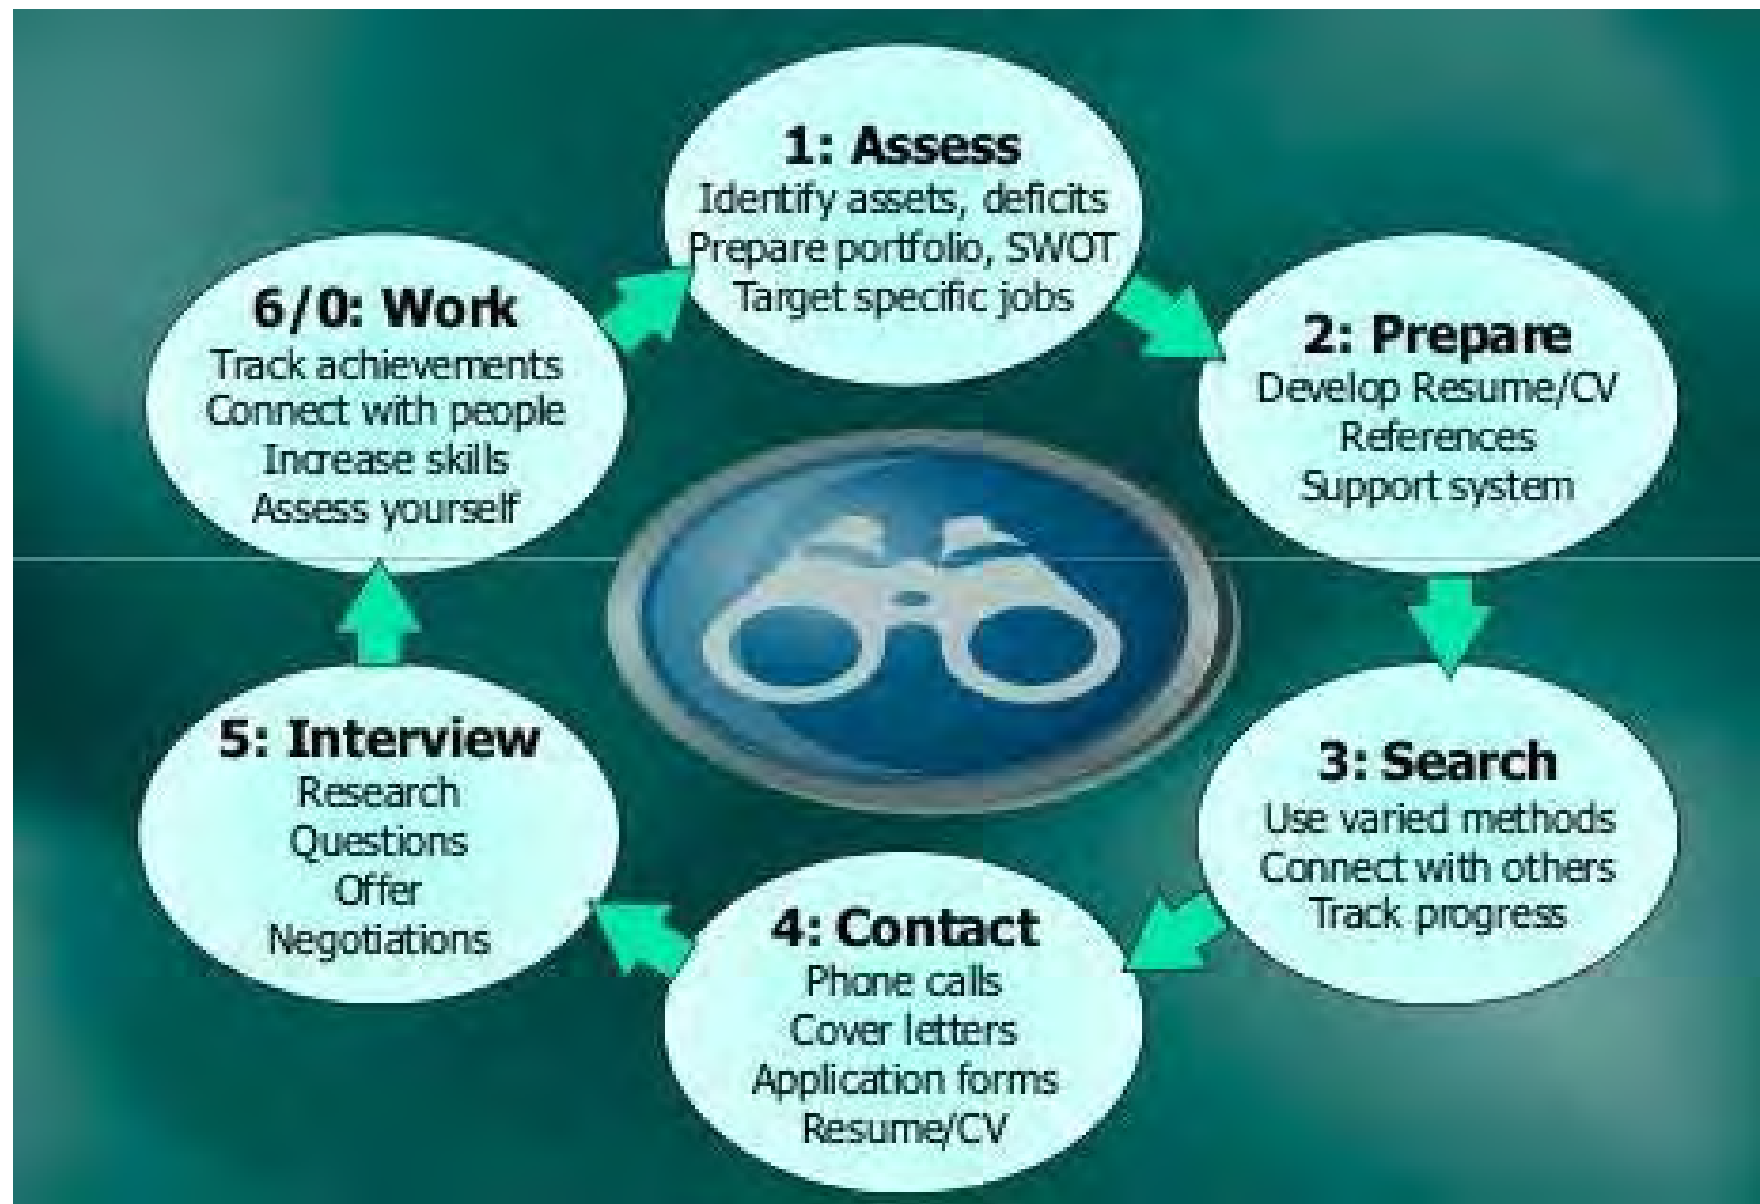 1: Assess
Identify assets, deficits
Prepare portfolio, SWOT
Target specific jobs
2: Prepare
Develop Resume/CV
References
Support system
3: Search
Use varied methods
Connect with others
Track progress
4: Contact
Phone calls
Cover letters
Application forms
Resume/CV
5: Interview
Research
Questions
Offer
Negotiations
6/0: Work
Track achievements
Connect with people
Increase skills
Assess yourself